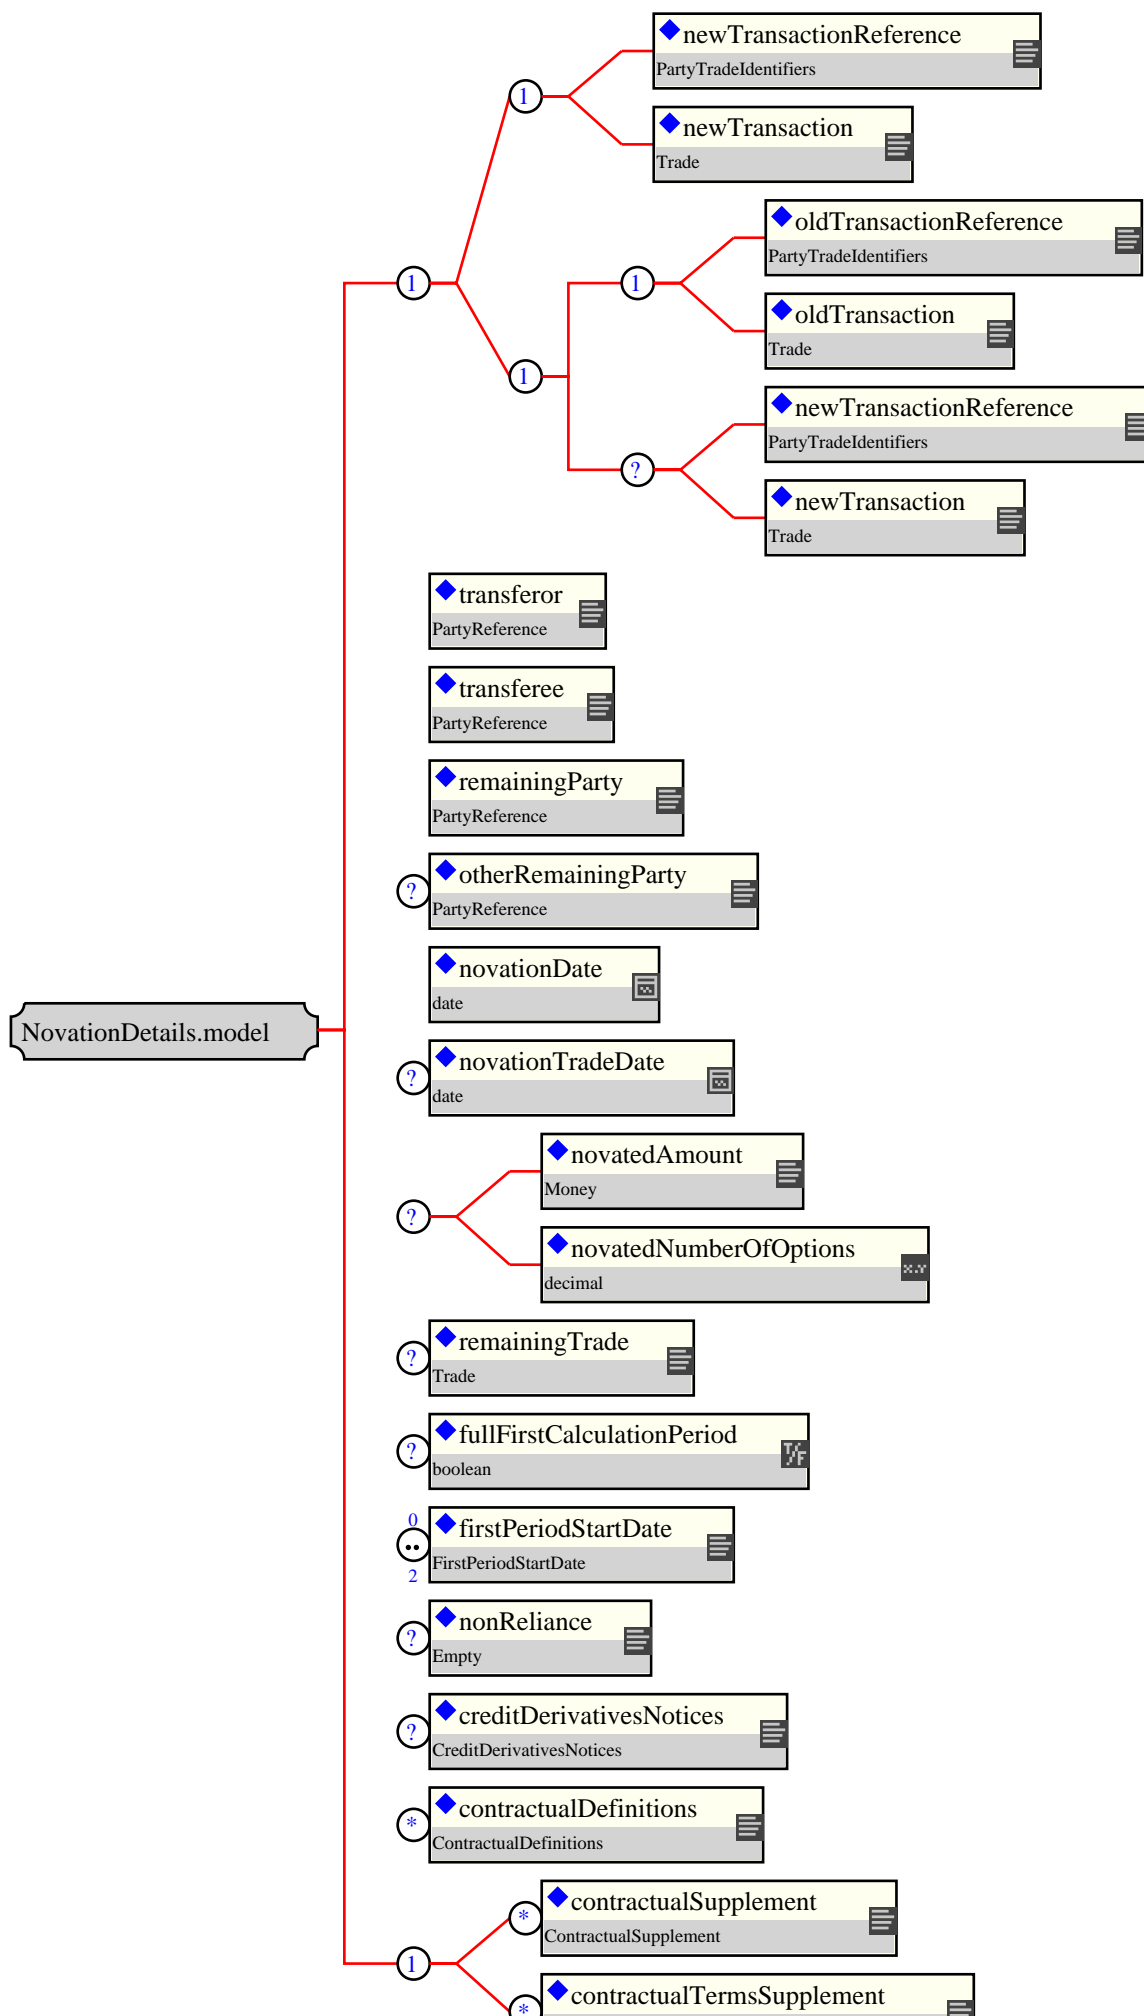 newTransactionReference
PartyTradeIdentifiers
1
newTransaction
Trade
oldTransactionReference
PartyTradeIdentifiers
1
1
oldTransaction
Trade
1
newTransactionReference
PartyTradeIdentifiers
?
newTransaction
Trade
transferor
PartyReference
transferee
PartyReference
remainingParty
PartyReference
?
otherRemainingParty
PartyReference
novationDate
date
NovationDetails.model
?
novationTradeDate
date
novatedAmount
Money
?
novatedNumberOfOptions
x.Y
decimal
?
remainingTrade
Trade
?
fullFirstCalculationPeriod
T/F
boolean
0
..
2
firstPeriodStartDate
FirstPeriodStartDate
?
nonReliance
Empty
?
creditDerivativesNotices
CreditDerivativesNotices
*
contractualDefinitions
ContractualDefinitions
*
contractualSupplement
ContractualSupplement
1
*
contractualTermsSupplement